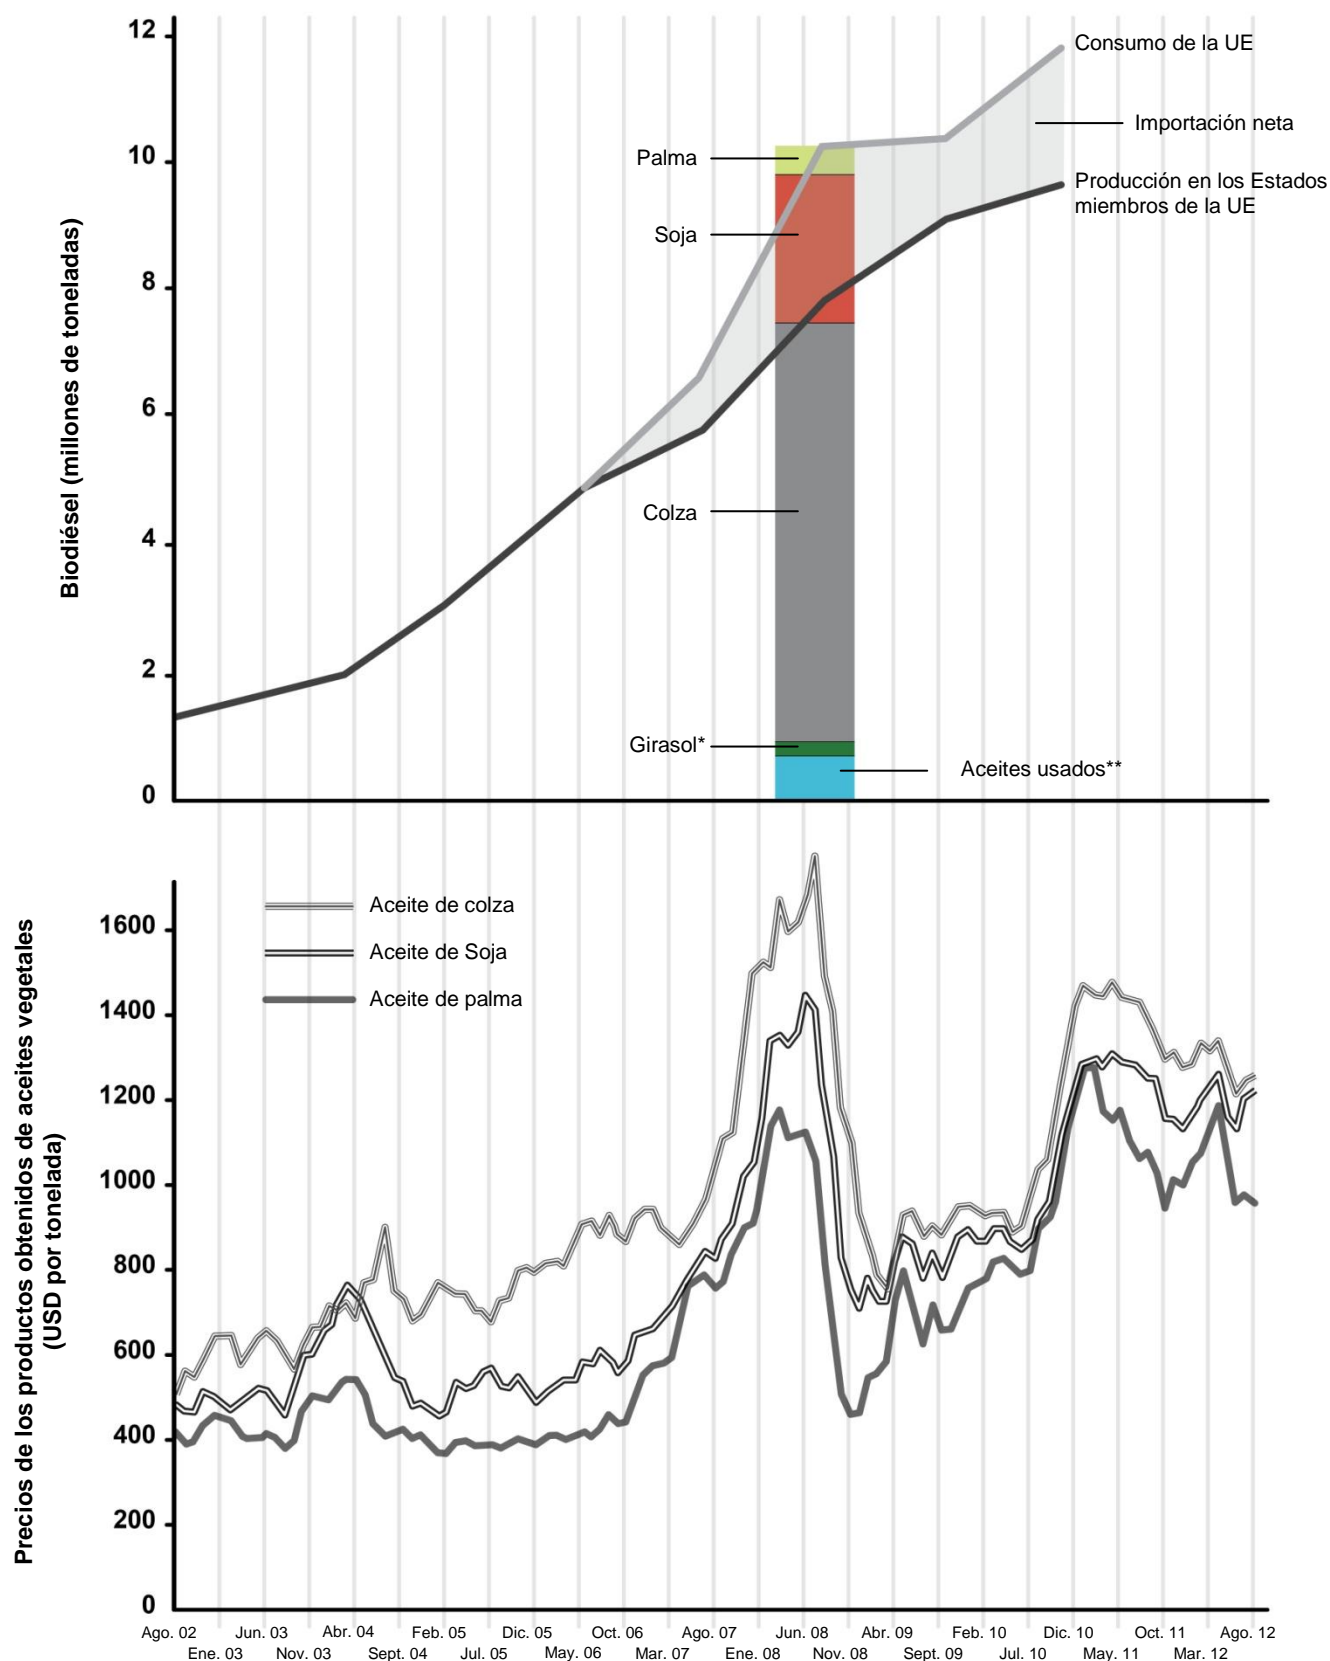 12
10
8
6
4
2
0
Biodiésel (millones de toneladas)
Consumo de la UE
Importación neta
Producción en los Estados
miembros de la UE
Palma
Soja
Colza
Girasol*
Aceites usados**
Precios de los productos obtenidos de aceites vegetales
(USD por tonelada)
1600
1400
1200
1000
800
600
400
200
0
Aceite de colza
Aceite de Soja
Aceite de palma
Ago. 02 Jun. 03 Abr. 04 Feb. 05 Dic. 05 Oct. 06 Ago. 07 Jun. 08 Abr. 09 Feb. 10 Dic. 10 Oct. 11 Ago. 12
Ene. 03 Nov. 03 Sept. 04 Jul. 05 May. 06 Mar. 07 Ene. 08 Nov. 08 Sept. 09 Jul. 10 May. 11 Mar. 12